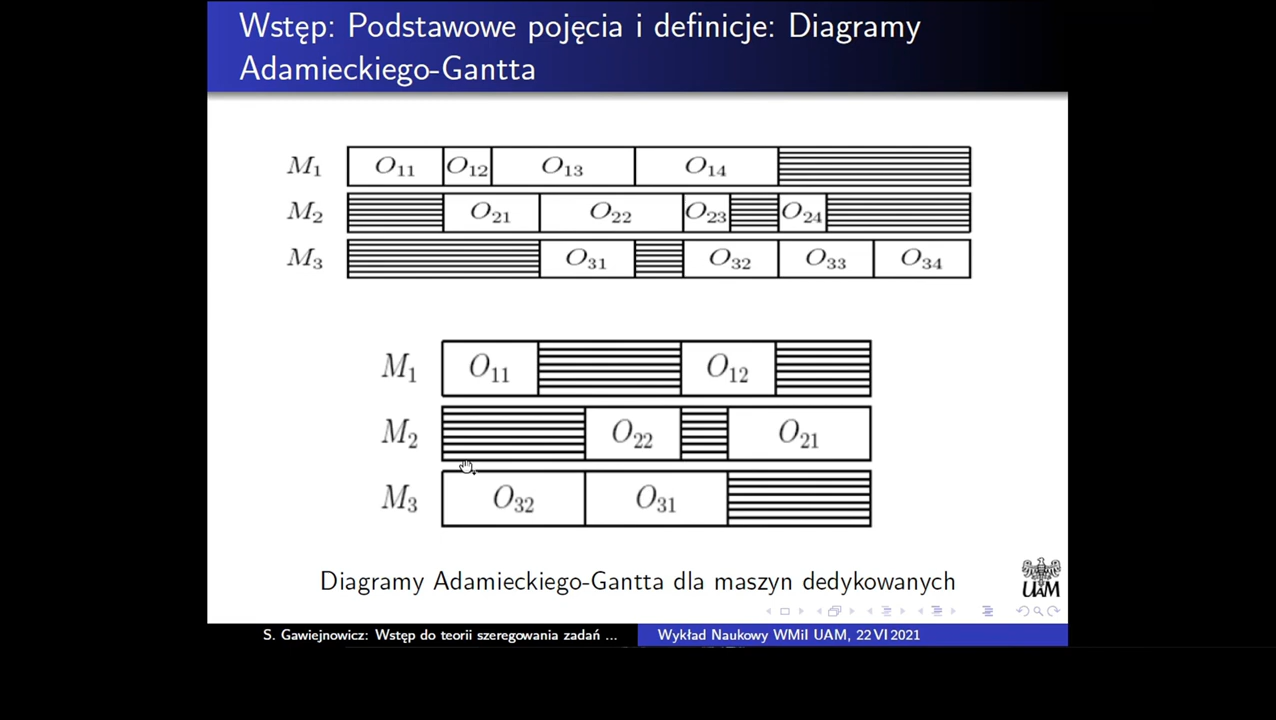 Wstęp: Podstawowe pojęcia i definicje: Diagramy
Adamieckiego-Gantta
M1 O11 O12 O13 O14
M2 O21 O22 O23 O24
M3 O31 O32 O33 O34
M1 O11 O12
M2 O22 O21
M3 O32 O31
Diagramy Adamieckiego-Gantta dla maszyn dedykowanych
UAM
S. Gawiejnowicz: Wstęp do teorii szeregowania zadań ... Wykład Naukowy WMiI UAM, 22 VI 2021